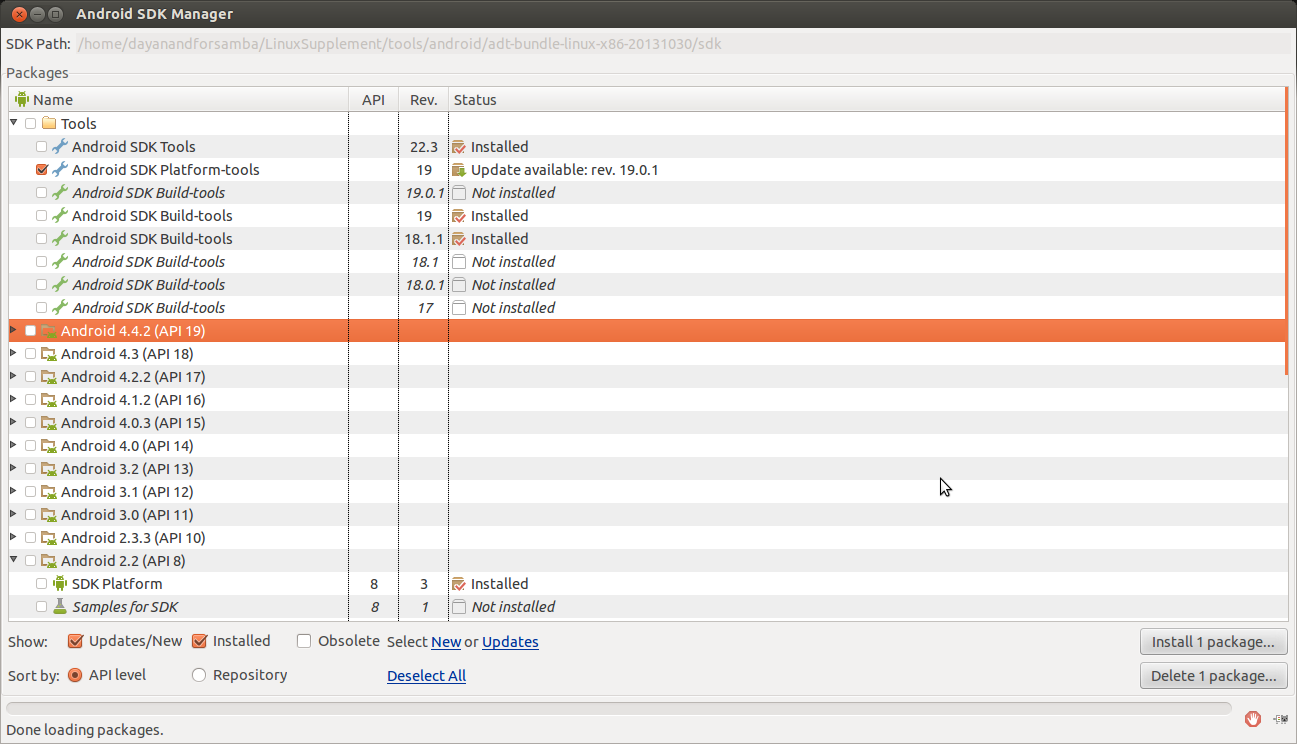 Android SDK Manager
SDK Path: /home/dayanandforsamba/LinuxSupplement/tools/android/adt-bundle-linux-x86-20131030/sdk
Packages
Name API Rev. Status
Tools
Android SDK Tools 22.3 Installed
Android SDK Platform-tools 19 Update available: rev. 19.0.1
Android SDK Build-tools 19.0.1 Not installed
Android SDK Build-tools 19 Installed
Android SDK Build-tools 18.1.1 Installed
Android SDK Build-tools 18.1 Not installed
Android SDK Build-tools 18.0.1 Not installed
Android SDK Build-tools 17 Not installed
Android 4.4.2 (API 19)
Android 4.3 (API 18)
Android 4.2.2 (API 17)
Android 4.1.2 (API 16)
Android 4.0.3 (API 15)
Android 4.0 (API 14)
Android 3.2 (API 13)
Android 3.1 (API 12)
Android 3.0 (API 11)
Android 2.3.3 (API 10)
Android 2.2 (API 8)
SDK Platform 8 3 Installed
Samples for SDK 8 1 Not installed
Show: Updates/New Installed Obsolete Select New or Updates Install 1 package...
Sort by: API level Repository Deselect All Delete 1 package...
Done loading packages.